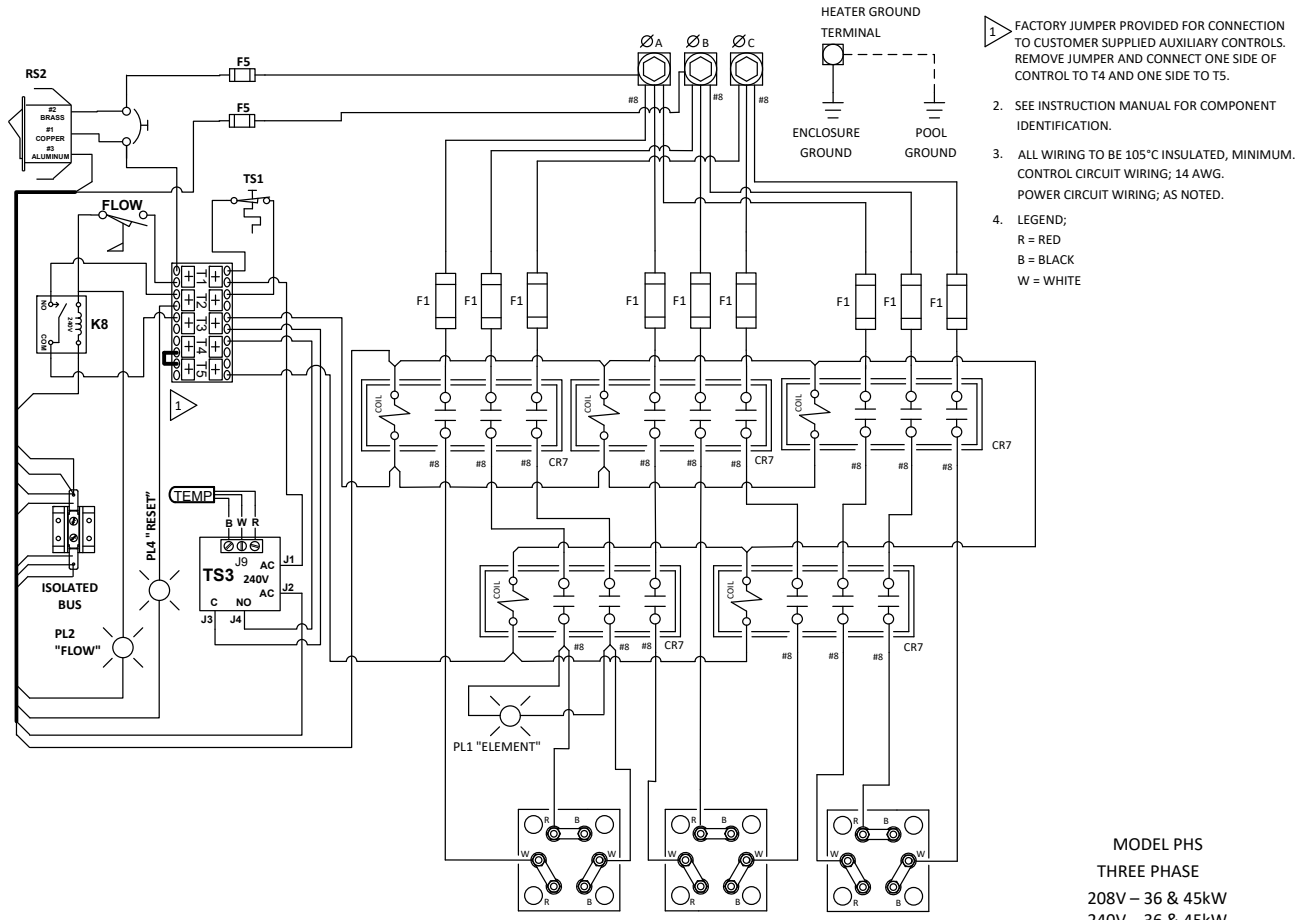 HEATER GROUND
TERMINAL
ENCLOSURE
GROUND
POOL
GROUND
1 FACTORY JUMPER PROVIDED FOR CONNECTION
TO CUSTOMER SUPPLIED AUXILIARY CONTROLS.
REMOVE JUMPER AND CONNECT ONE SIDE OF
CONTROL TO T4 AND ONE SIDE TO T5.
2. SEE INSTRUCTION MANUAL FOR COMPONENT
IDENTIFICATION.
3. ALL WIRING TO BE 105°C INSULATED, MINIMUM.
CONTROL CIRCUIT WIRING; 14 AWG.
POWER CIRCUIT WIRING; AS NOTED.
4. LEGEND;
R = RED
B = BLACK
W = WHITE
RS2
#2
BRASS
#1
COPPER
#3
ALUMINUM
F5
F5
ØA ØB ØC
#8 #8 #8
TS1
FLOW
T1
T2
T3
T4
T5
1
NO
COM
240V
K8
F1 F1 F1 F1 F1 F1 F1 F1 F1
COIL COIL COIL
#8 #8 #8 CR7
#8 #8 #8 CR7
#8 #8 #8 CR7
TEMP
B W R
J9
TS3
240V
AC J1
AC J2
C NO
J3 J4
ISOLATED
BUS
PL4 "RESET"
PL2
"FLOW"
COIL COIL
#8 #8 #8 CR7
#8 #8 #8 CR7
PL1 "ELEMENT"
R B
W W
R B
R B
W W
R B
R B
W W
R B
MODEL PHS
THREE PHASE
208V – 36 & 45kW
240V – 36 & 45kW